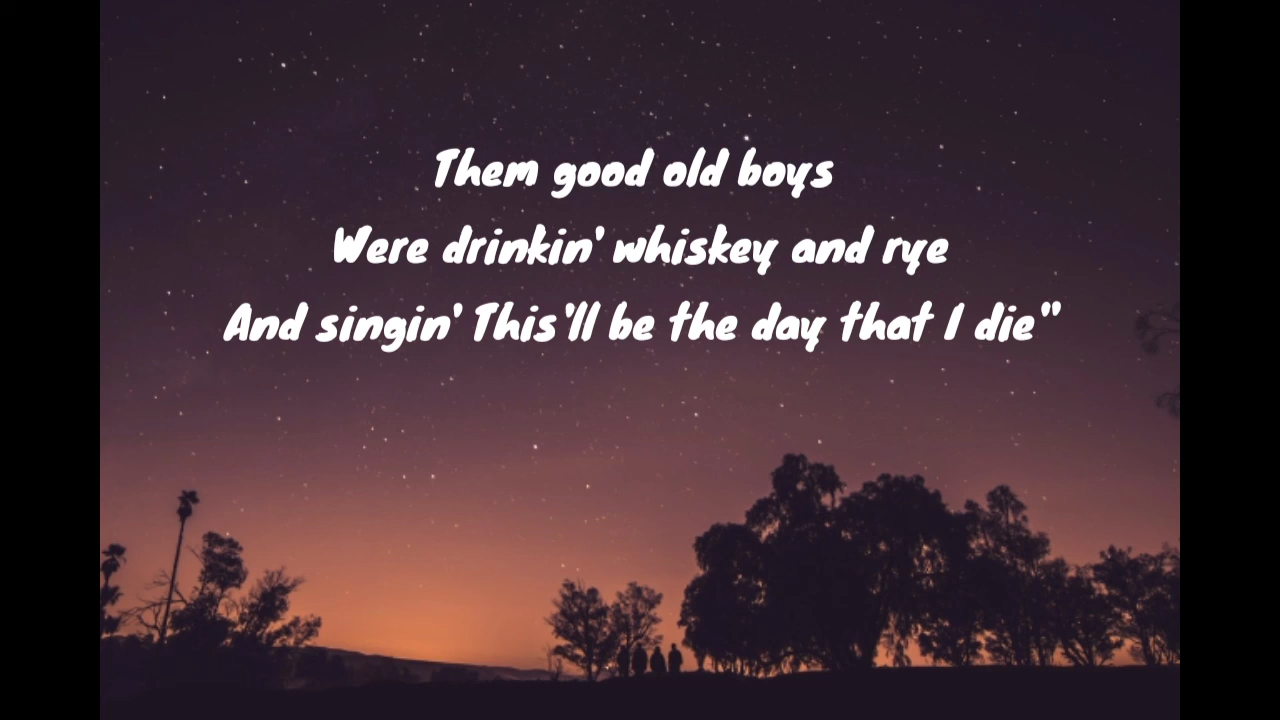 Them good old boys
Were drinkin' whiskey and rye
And singin' This'll be the day that I die"